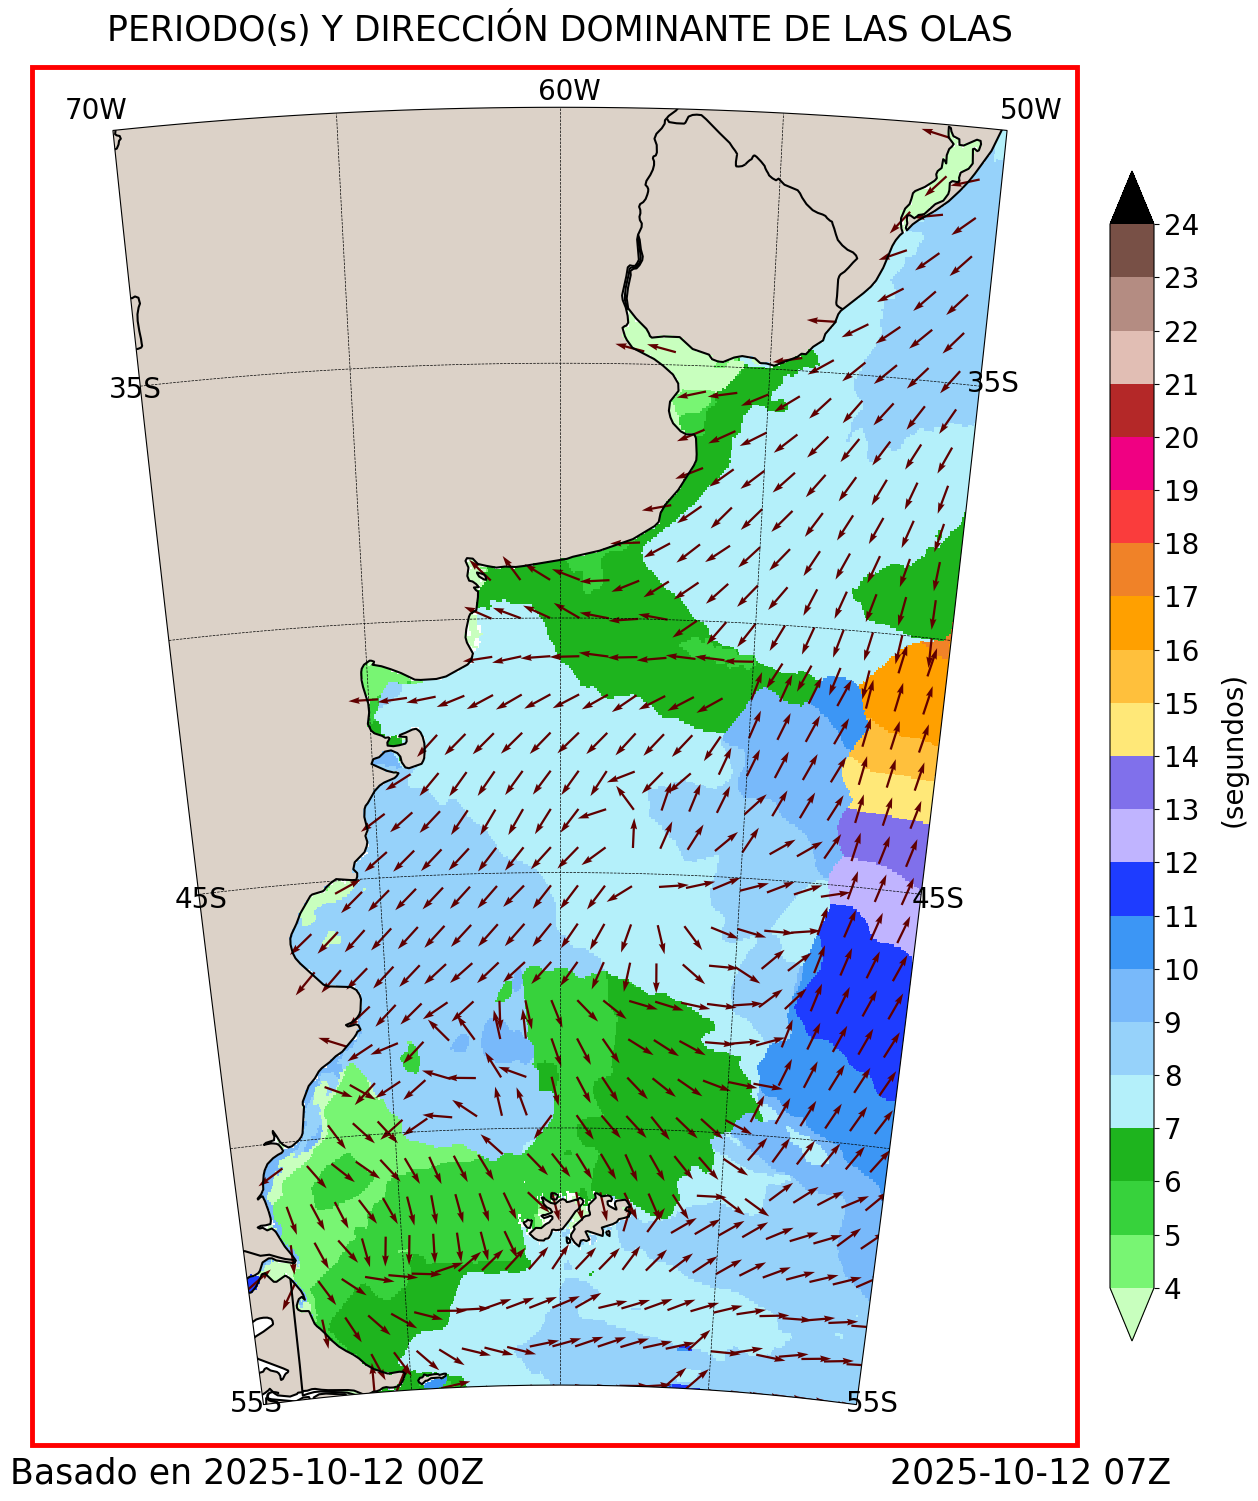 PERIODO(s) Y DIRECCIÓN DOMINANTE DE LAS OLAS
70W
60W
50W
35S
35S
45S
45S
55S
55S
24
23
22
21
20
19
18
17
16
15
14
13
12
11
10
9
8
7
6
5
4
(segundos)
Basado en 2025-10-12 00Z
2025-10-12 07Z